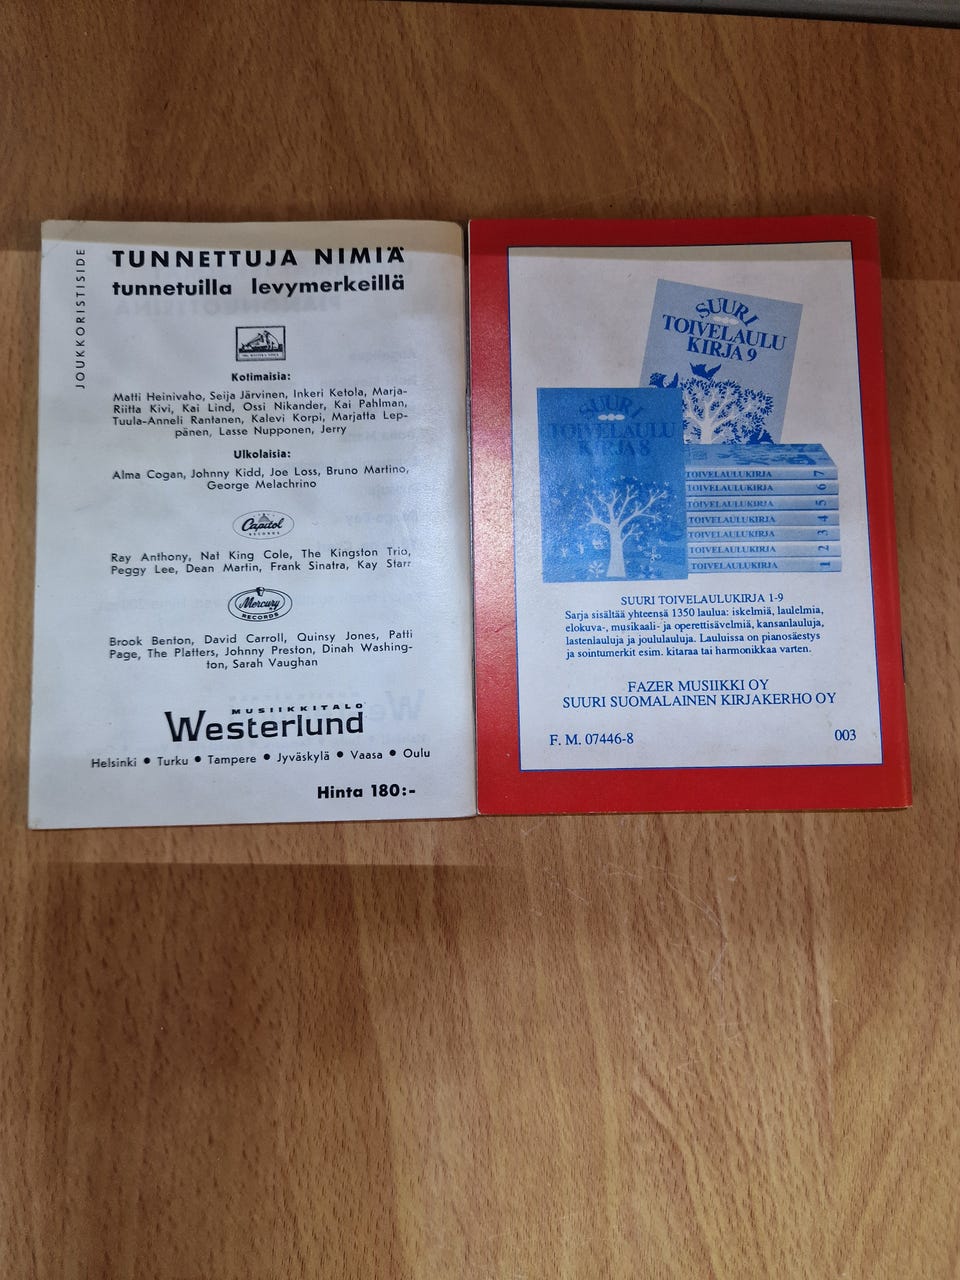 JOUKKORISTISIDE
TUNNETTUJA NIMIÄ
tunnetuilla levymerkeillä
Kotimaisia:
Matti Heinivaho, Seija Järvinen, Inkeri Ketola, Marja-
Riitta Kivi, Kai Lind, Ossi Nikander, Kai Pahlman,
Tuula-Anneli Rantanen, Kalevi Korpi, Marjatta Lep-
pänen, Lasse Nupponen, Jerry
Ulkolaisia:
Alma Cogan, Johnny Kidd, Joe Loss, Bruno Martino,
George Melachrino
Capitol
RECORDS
Ray Anthony, Nat King Cole, The Kingston Trio,
Peggy Lee, Dean Martin, Frank Sinatra, Kay Starr
Mercury
RECORDS
Brook Benton, David Carroll, Quinsy Jones, Patti
Page, The Platters, Johnny Preston, Dinah Washing-
ton, Sarah Vaughan
MUSIIKKITALO
Westerlund
Helsinki ● Turku ● Tampere ● Jyväskylä ● Vaasa ● Oulu
Hinta 180:-
SUURI
TOIVELAULU
KIRJA 9
SUURI
TOIVELAULU
KIRJA 8
TOIVELAULUKIRJA 7
TOIVELAULUKIRJA 6
TOIVELAULUKIRJA 5
TOIVELAULUKIRJA 4
TOIVELAULUKIRJA 3
TOIVELAULUKIRJA 2
TOIVELAULUKIRJA 1
SUURI TOIVELAULUKIRJA 1-9
Sarja sisältää yhteensä 1350 laulua: iskelmiä, laulelmia,
elokuva-, musikaali- ja operettisävelmiä, kansanlauluja,
lastenlauluja ja joululauluja. Lauluissa on pianosäestys
ja sointumerkit esim. kitaraa tai harmonikkaa varten.
FAZER MUSIIKKI OY
SUURI SUOMALAINEN KIRJAKERHO OY
F. M. 07446-8
003